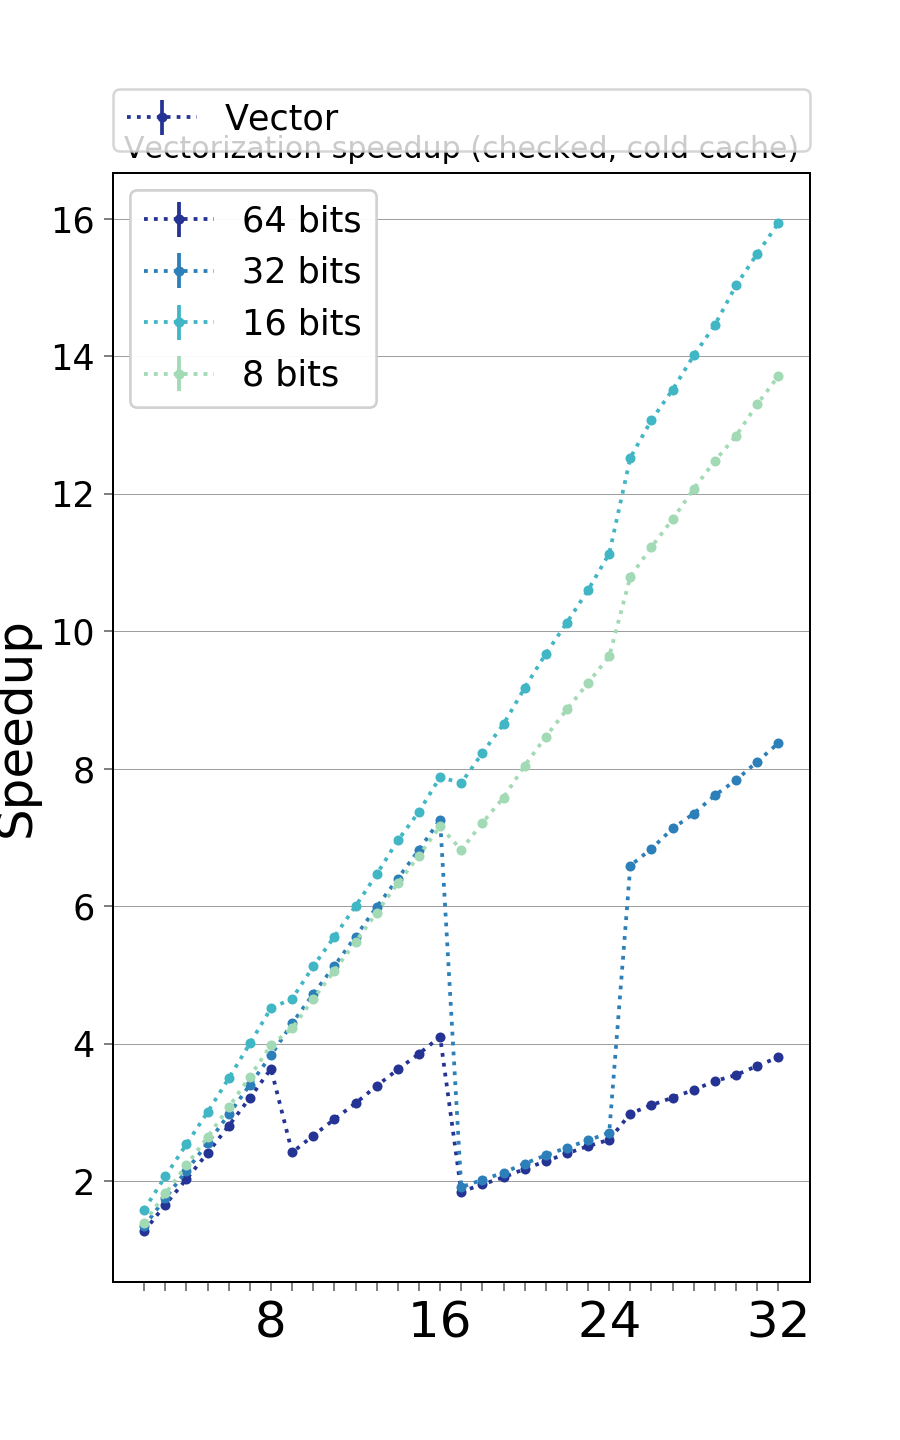 Vector
Vectorization speedup (checked, cold cache)
64 bits
32 bits
16 bits
8 bits
16
14
12
10
8
6
4
2
Speedup
8 16 24 32